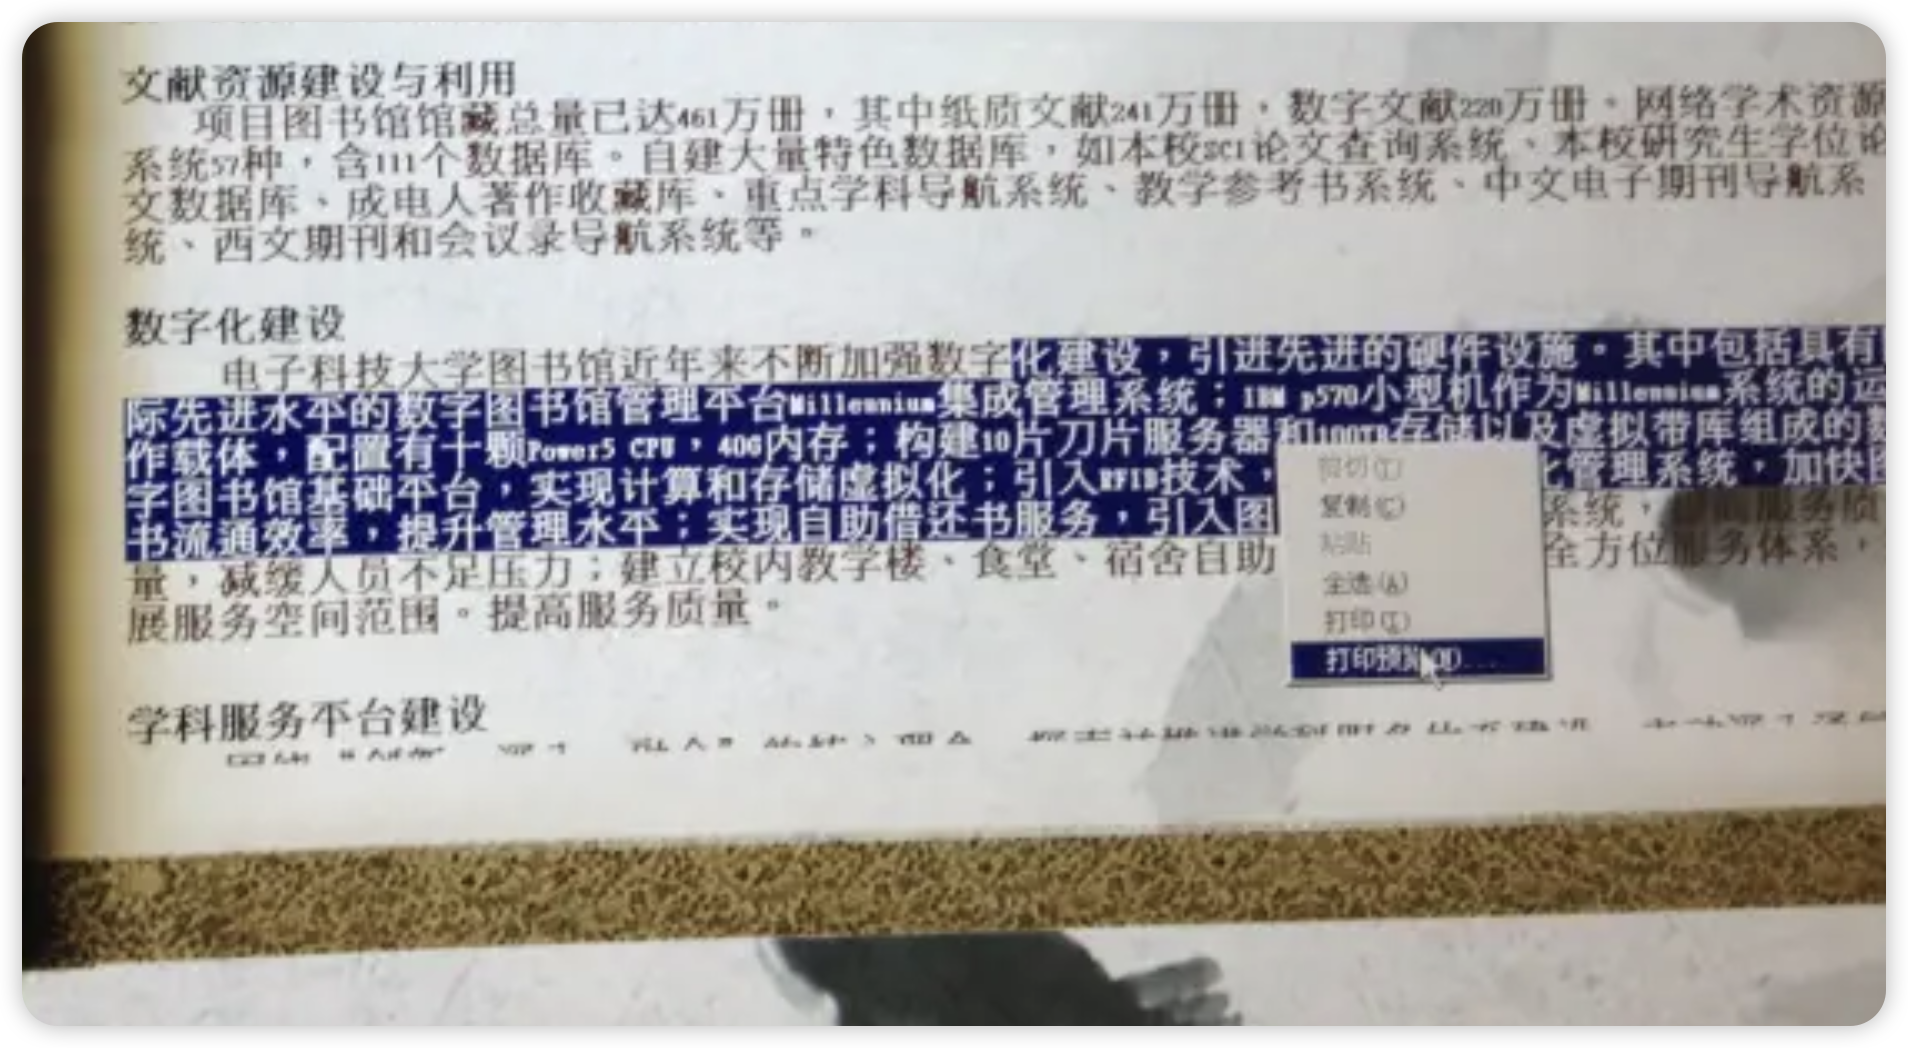 文献资源建设与利用
项目图书馆馆藏总量已达461万册，其中纸质文献241万册，数字文献220万册。网络学术资源
系统57种，含111个数据库。自建大量特色数据库，如本校SCI论文查询系统、本校研究生学位论
文数据库、成电人著作收藏库、重点学科导航系统、教学参考书系统、中文电子期刊导航系
统、西文期刊和会议录导航系统等。
数字化建设
电子科技大学图书馆近年来不断加强数字化建设，引进先进的硬件设施。其中包括具有
际先进水平的数字图书馆管理平台Millennium集成管理系统；IBM p570小型机作为Millennium系统的运
作载体，配置有十颗Power5 CPU，40G内存；构建10片刀片服务器和100TB存储以及虚拟带库组成的数
字图书馆基础平台，实现计算和存储虚拟化；引入RFID技术，化管理系统，加快图
书流通效率，提升管理水平；实现自助借还书服务，引入图系统，服务质
量，减缓人员不足压力；建立校内教学楼、食堂、宿舍自助全方位服务体系，
展服务空间范围。提高服务质量。
剪切(T)
复制(C)
粘贴
全选(A)
打印(I)
打印预览(N)...
学科服务平台建设